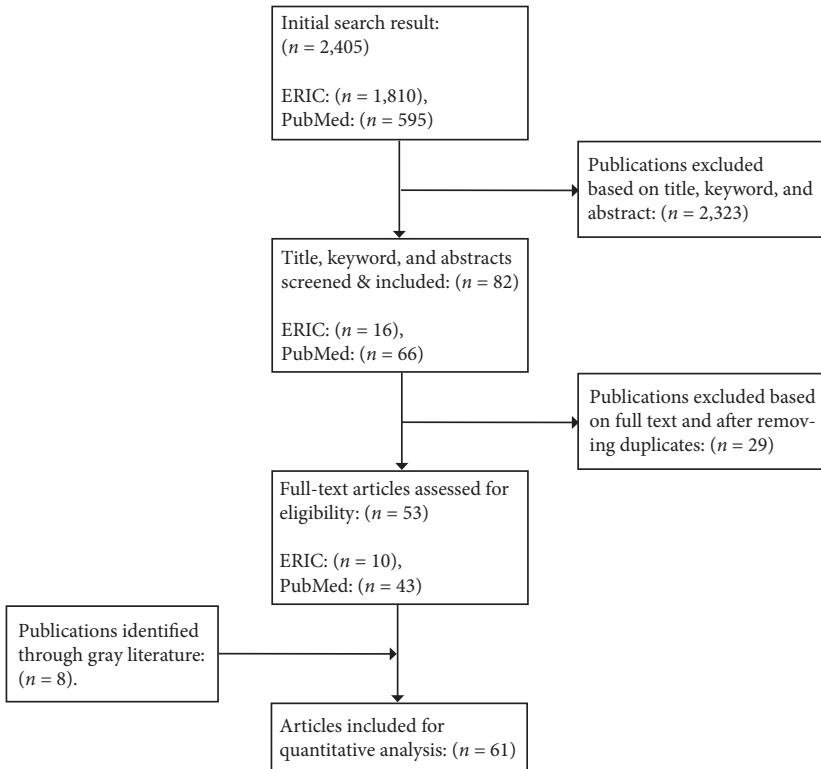 Initial search result:
(n = 2,405)
ERIC: (n = 1,810),
PubMed: (n = 595)
Publications excluded
based on title, keyword, and
abstract: (n = 2,323)
Title, keyword, and abstracts
screened & included: (n = 82)
ERIC: (n = 16),
PubMed: (n = 66)
Publications excluded based
on full text and after remov-
ing duplicates: (n = 29)
Full-text articles assessed for
eligibility: (n = 53)
ERIC: (n = 10),
PubMed: (n = 43)
Publications identified
through gray literature:
(n = 8).
Articles included for
quantitative analysis: (n = 61)